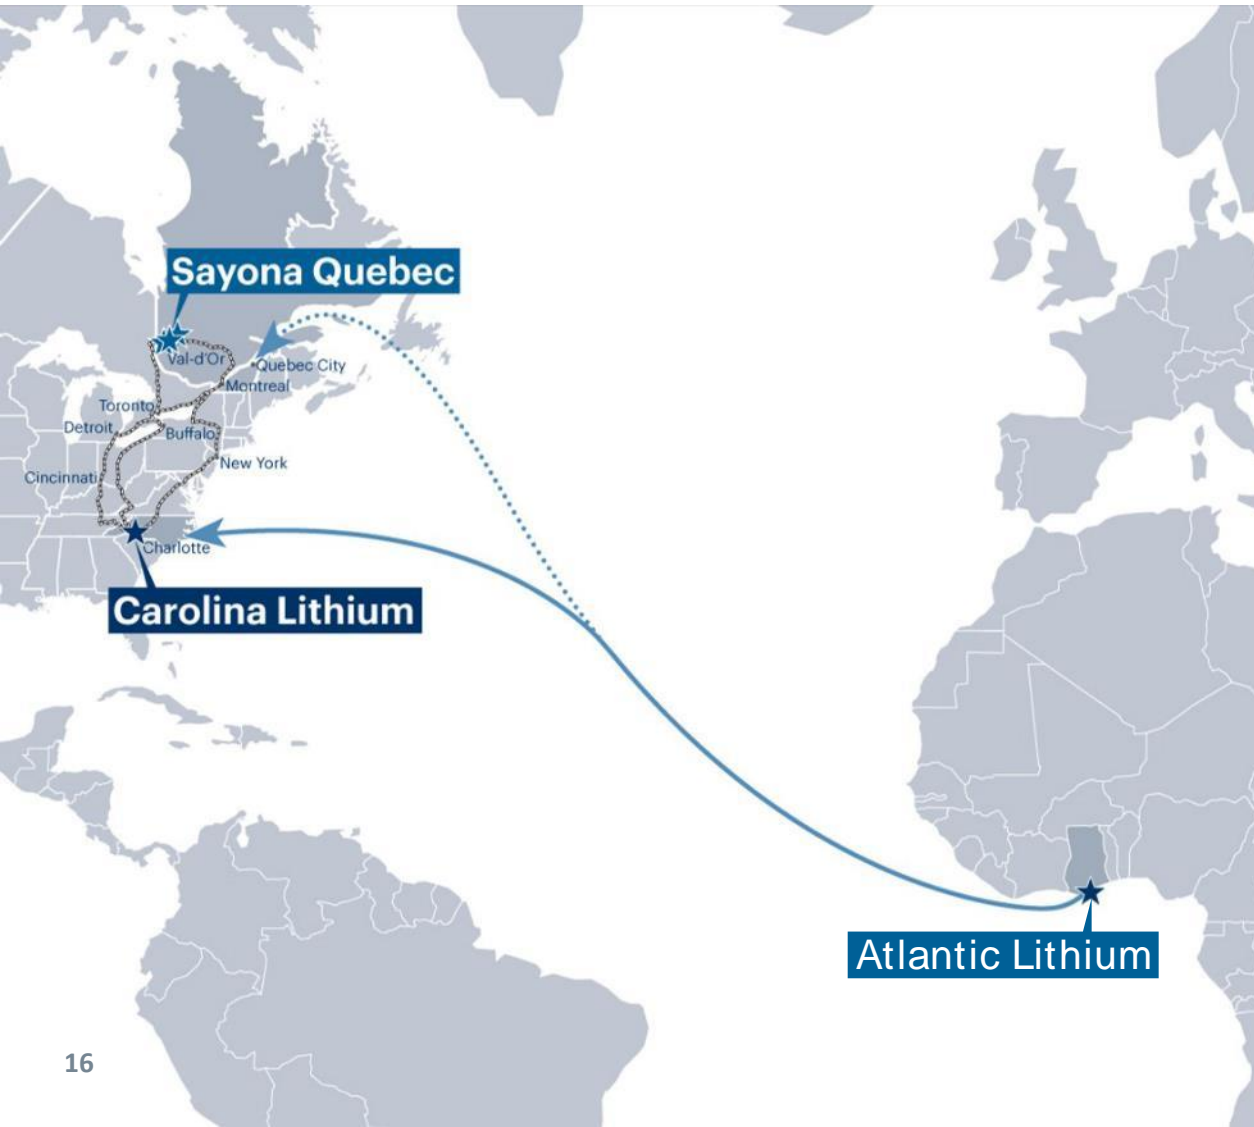 Sayona Quebec
Val-d'Or
Quebec City
Montreal
Toronto
Detroit
Buffalo
New York
Cincinnati
Charlotte
Carolina Lithium
Atlantic Lithium
16